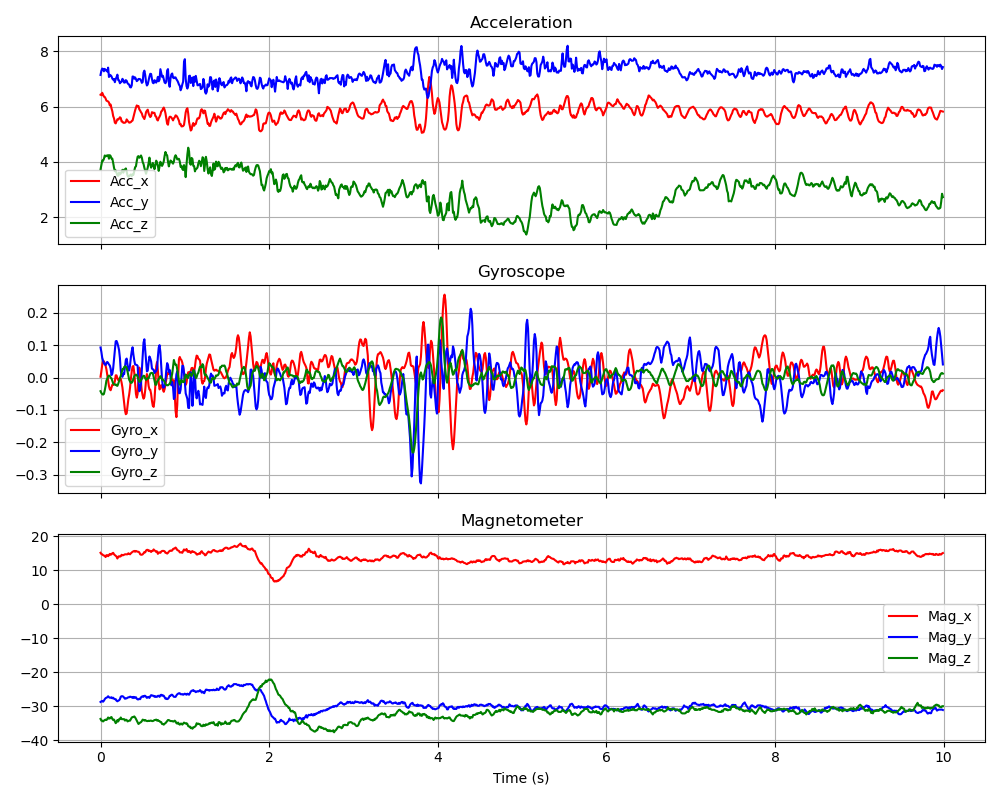 Acceleration
8
6
4
2
Acc_x
Acc_y
Acc_z
Gyroscope
0.2
0.1
0.0
−0.1
−0.2
−0.3
Gyro_x
Gyro_y
Gyro_z
Magnetometer
20
10
0
−10
−20
−30
−40
Mag_x
Mag_y
Mag_z
0 2 4 6 8 10
Time (s)